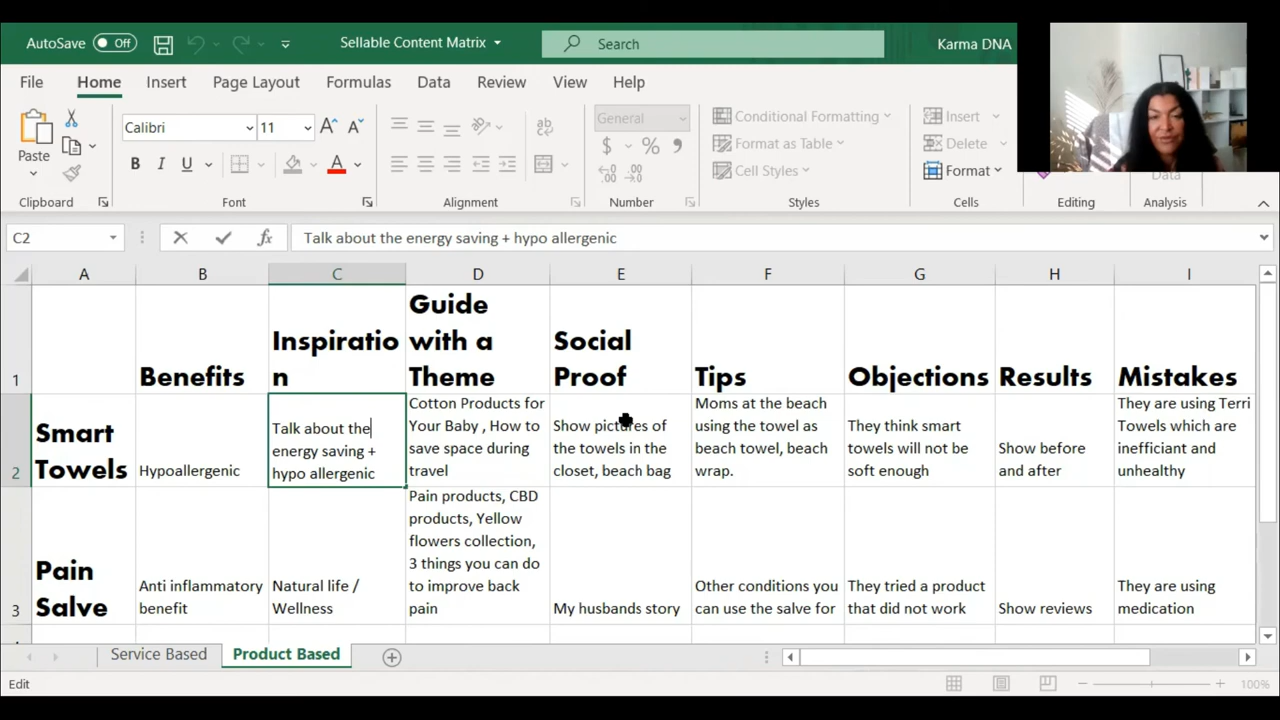 AutoSave Off Sellable Content Matrix Search Karma DNA
File Home Insert Page Layout Formulas Data Review View Help
Paste Calibri 11 General Conditional Formatting Insert
Format as Table Delete
Cell Styles Format Data
Clipboard Font Alignment Number Styles Cells Editing Analysis
C2 fx Talk about the energy saving + hypo allergenic
A B C D E F G H I
1
Benefits
Inspiratio
n
Guide
with a
Theme
Social
Proof
Tips
Objections
Results
Mistakes
2
Smart
Towels
Hypoallergenic
Talk about the
energy saving +
hypo allergenic
Cotton Products for
Your Baby , How to
save space during
travel
Show pictures of
the towels in the
closet, beach bag
Moms at the beach
using the towel as
beach towel, beach
wrap.
They think smart
towels will not be
soft enough
Show before
and after
They are using Terri
Towels which are
inefficient and
unhealthy
3
Pain
Salve
Anti inflammatory
benefit
Natural life /
Wellness
Pain products, CBD
products, Yellow
flowers collection,
3 things you can do
to improve back
pain
My husbands story
Other conditions you
can use the salve for
They tried a product
that did not work
Show reviews
They are using
medication
Service Based Product Based
Edit 100%